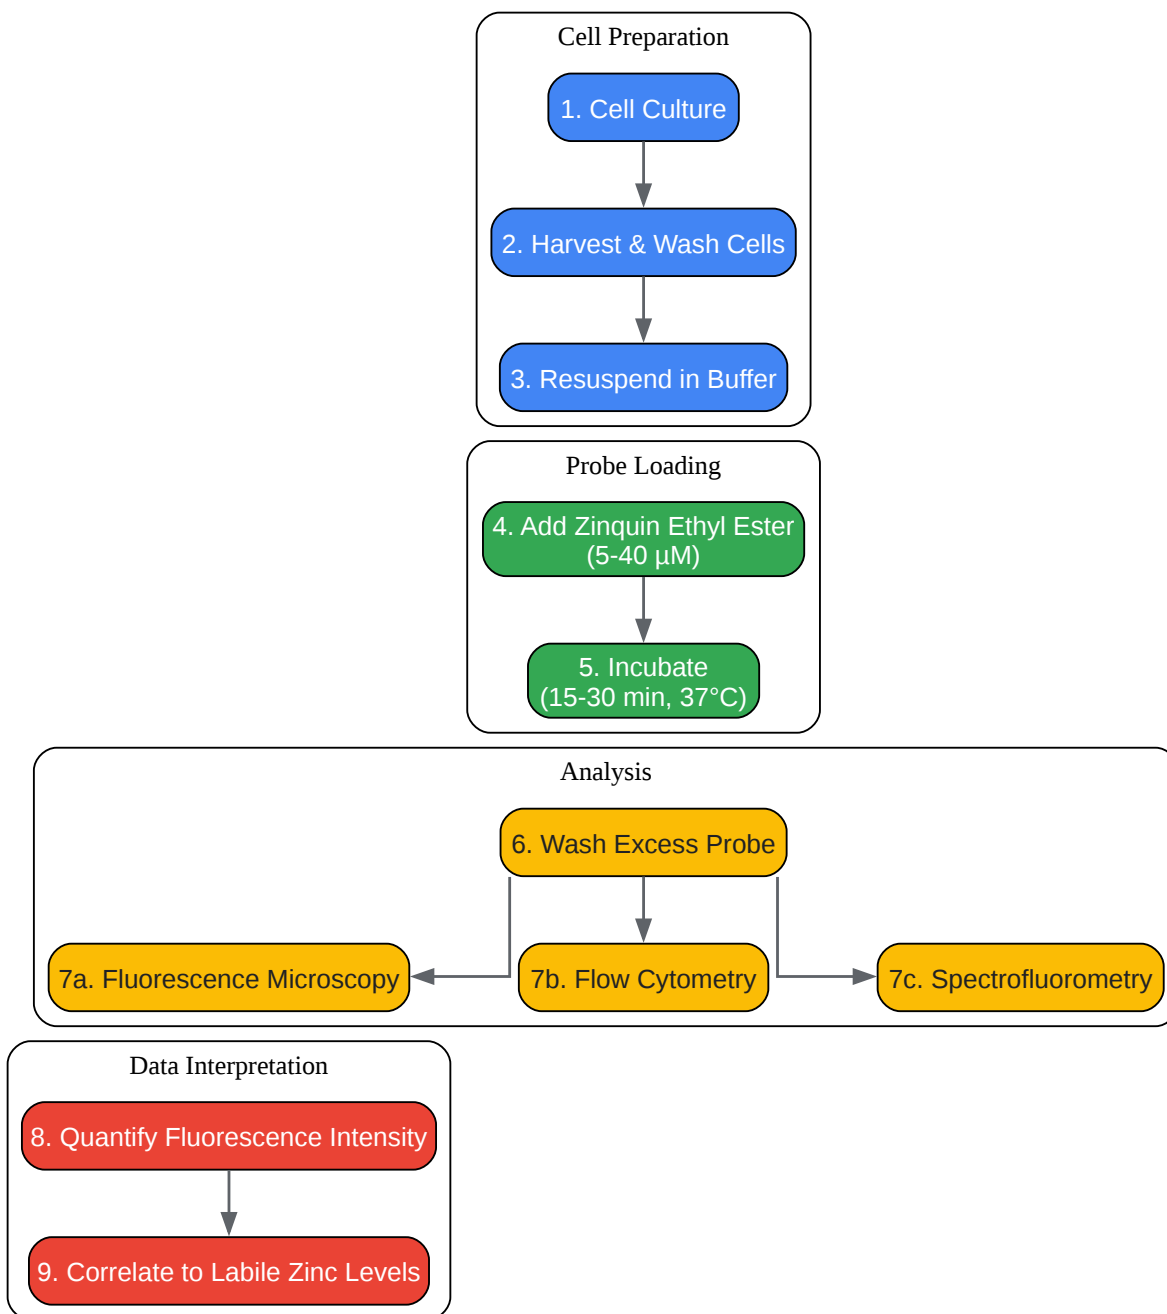 Cell Preparation
1. Cell Culture
2. Harvest & Wash Cells
3. Resuspend in Buffer
Probe Loading
4. Add Zinquin Ethyl Ester
(5-40 µM)
5. Incubate
(15-30 min, 37°C)
Analysis
6. Wash Excess Probe
7a. Fluorescence Microscopy
7b. Flow Cytometry
7c. Spectrofluorometry
Data Interpretation
8. Quantify Fluorescence Intensity
9. Correlate to Labile Zinc Levels